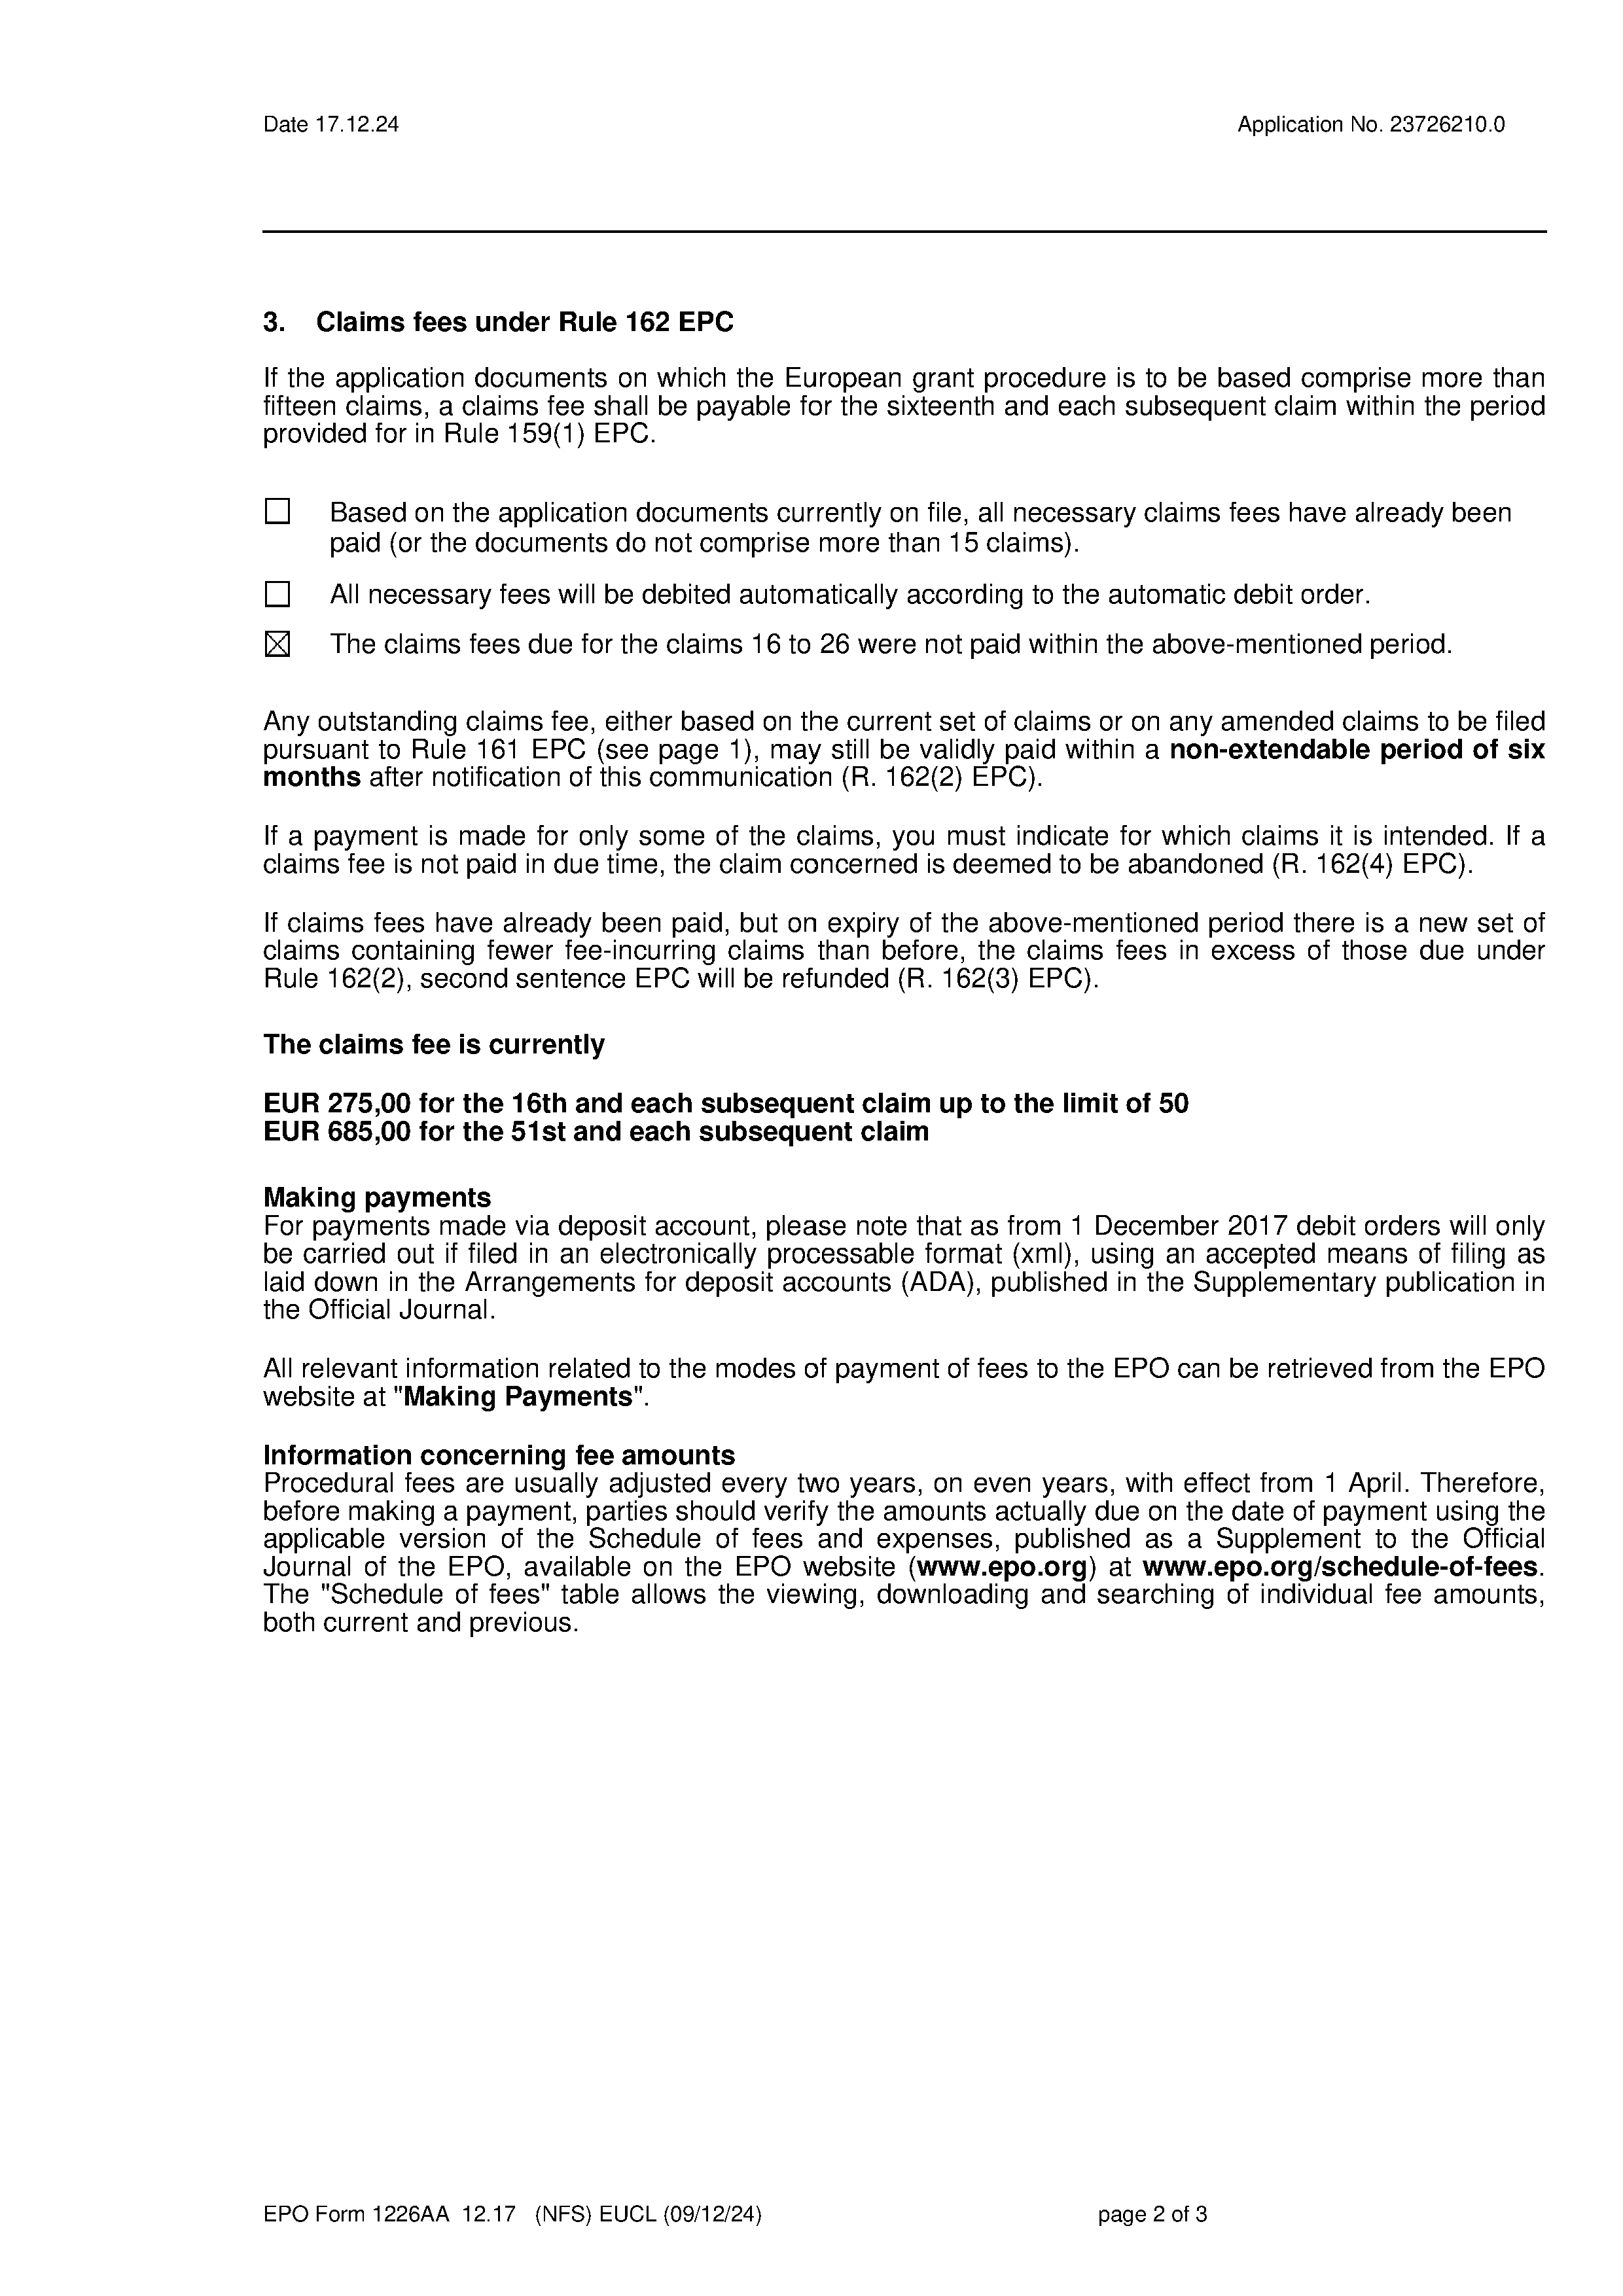 Date 17.12.24
Application No. 23726210.0
3. Claims fees under Rule 162 EPC
If the application documents on which the European grant procedure is to be based comprise more than
fifteen claims, a claims fee shall be payable for the sixteenth and each subsequent claim within the period
provided for in Rule 159(1) EPC.
☐ Based on the application documents currently on file, all necessary claims fees have already been
paid (or the documents do not comprise more than 15 claims).
☐ All necessary fees will be debited automatically according to the automatic debit order.
☒ The claims fees due for the claims 16 to 26 were not paid within the above-mentioned period.
Any outstanding claims fee, either based on the current set of claims or on any amended claims to be filed
pursuant to Rule 161 EPC (see page 1), may still be validly paid within a non-extendable period of six
months after notification of this communication (R. 162(2) EPC).
If a payment is made for only some of the claims, you must indicate for which claims it is intended. If a
claims fee is not paid in due time, the claim concerned is deemed to be abandoned (R. 162(4) EPC).
If claims fees have already been paid, but on expiry of the above-mentioned period there is a new set of
claims containing fewer fee-incurring claims than before, the claims fees in excess of those due under
Rule 162(2), second sentence EPC will be refunded (R. 162(3) EPC).
The claims fee is currently
EUR 275,00 for the 16th and each subsequent claim up to the limit of 50
EUR 685,00 for the 51st and each subsequent claim
Making payments
For payments made via deposit account, please note that as from 1 December 2017 debit orders will only
be carried out if filed in an electronically processable format (xml), using an accepted means of filing as
laid down in the Arrangements for deposit accounts (ADA), published in the Supplementary publication in
the Official Journal.
All relevant information related to the modes of payment of fees to the EPO can be retrieved from the EPO
website at "Making Payments".
Information concerning fee amounts
Procedural fees are usually adjusted every two years, on even years, with effect from 1 April. Therefore,
before making a payment, parties should verify the amounts actually due on the date of payment using the
applicable version of the Schedule of fees and expenses, published as a Supplement to the Official
Journal of the EPO, available on the EPO website (www.epo.org) at www.epo.org/schedule-of-fees.
The "Schedule of fees" table allows the viewing, downloading and searching of individual fee amounts,
both current and previous.
EPO Form 1226AA 12.17 (NFS) EUCL (09/12/24)
page 2 of 3